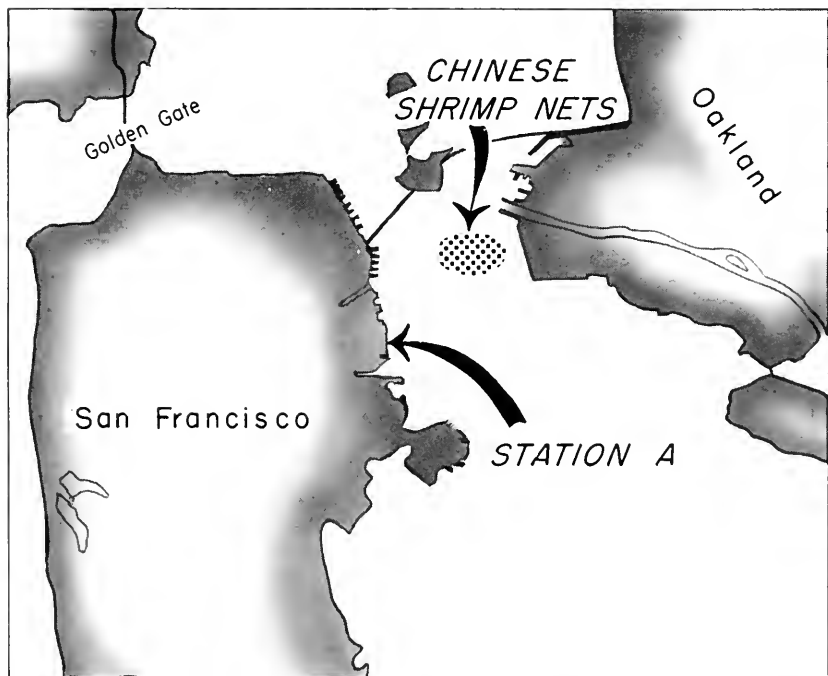 CHINESE
SHRIMP NETS
Golden Gate
Oakland
San Francisco
STATION A